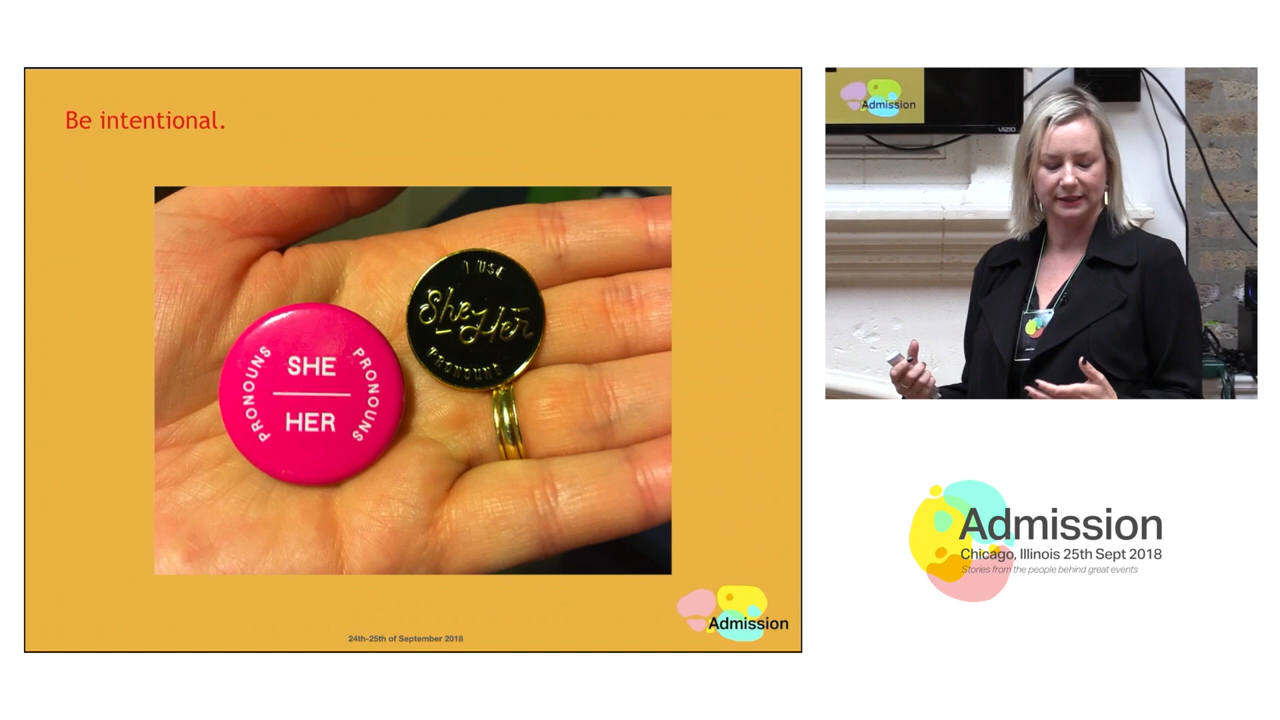 Be intentional.
I USE
She/Her
PRONOUNS
PRONOUNS
SHE
HER
PRONOUNS
24th-25th of September 2018
Admission
Admission
VIZIO
Admission
Chicago, Illinois 25th Sept 2018
Stories from the people behind great events